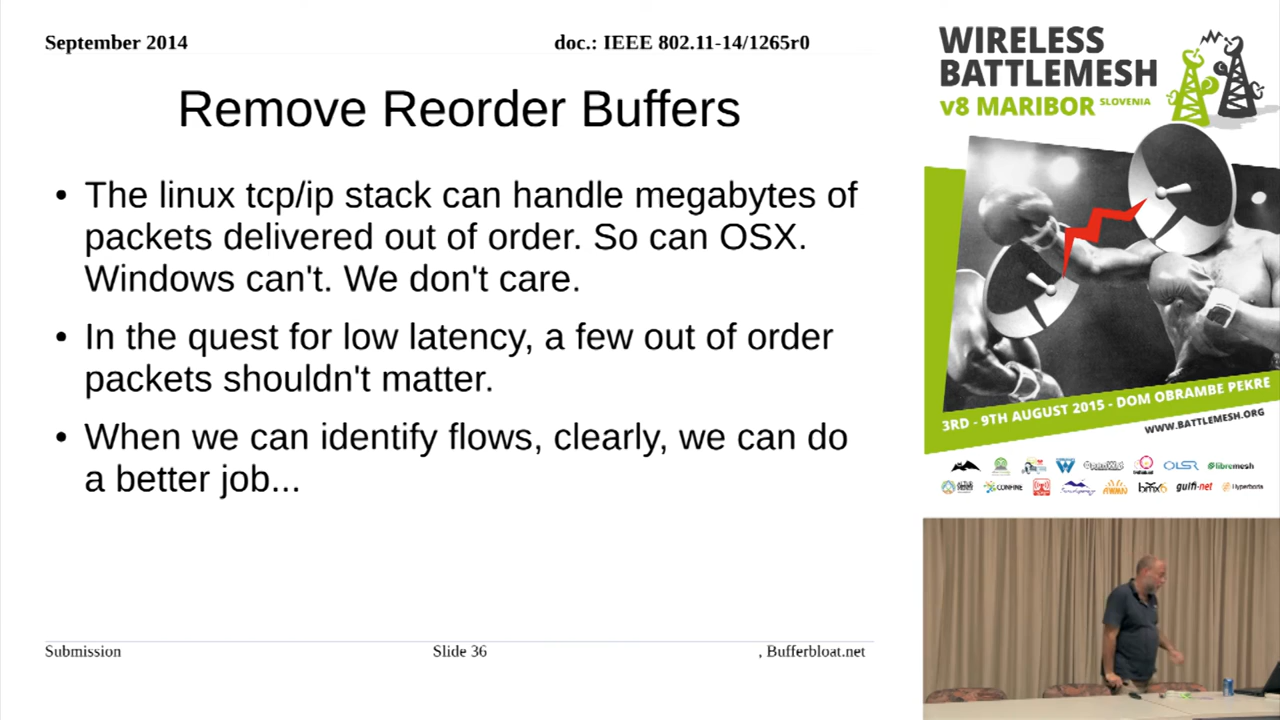 September 2014
doc.: IEEE 802.11-14/1265r0
Remove Reorder Buffers
• The linux tcp/ip stack can handle megabytes of
packets delivered out of order. So can OSX.
Windows can't. We don't care.
• In the quest for low latency, a few out of order
packets shouldn't matter.
• When we can identify flows, clearly, we can do
a better job...
Submission
Slide 36
, Bufferbloat.net
WIRELESS
BATTLEMESH
v8 MARIBOR SLOVENIA
3RD - 9TH AUGUST 2015 - DOM OBRAMBE PEKRE
WWW.BATTLEMESH.ORG
OLSR
libremesh
CONFINE
bmx6
guifi·net
Hyperboria